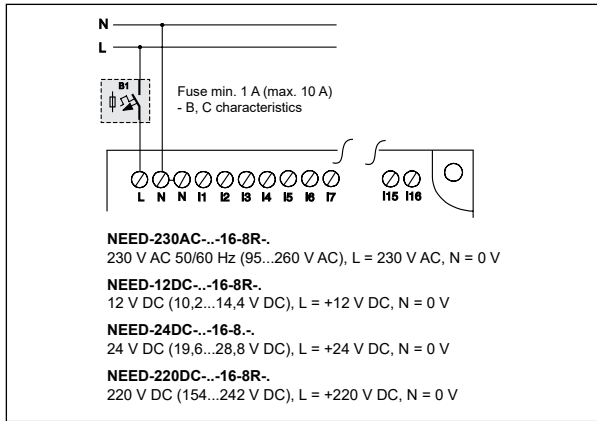 N
L
B1
Fuse min. 1 A (max. 10 A)
- B, C characteristics
L N N I1 I2 I3 I4 I5 I6 I7 I15 I16
NEED-230AC-..-16-8R-.
230 V AC 50/60 Hz (95...260 V AC), L = 230 V AC, N = 0 V
NEED-12DC-..-16-8R-.
12 V DC (10,2...14,4 V DC), L = +12 V DC, N = 0 V
NEED-24DC-..-16-8.-.
24 V DC (19,6...28,8 V DC), L = +24 V DC, N = 0 V
NEED-220DC-..-16-8R-.
220 V DC (154...242 V DC), L = +220 V DC, N = 0 V